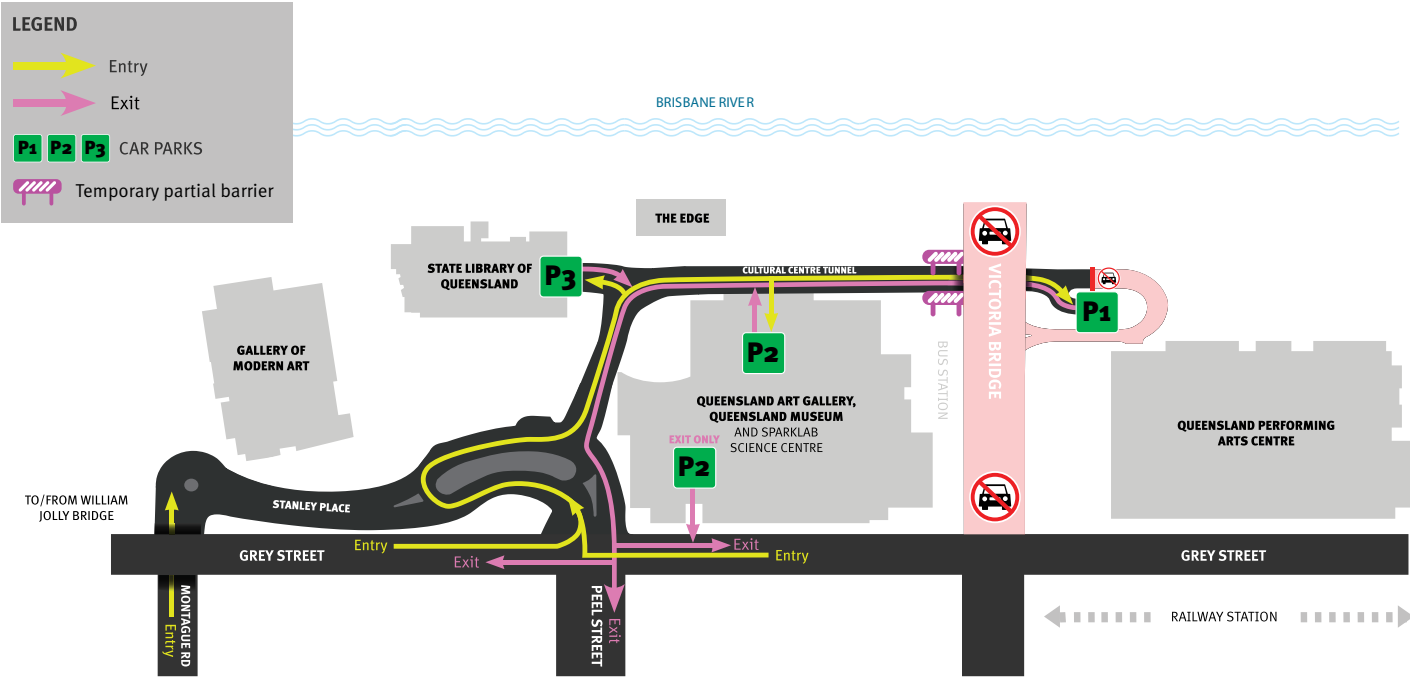 LEGEND
Entry
Exit
P1 P2 P3 CAR PARKS
Temporary partial barrier
BRISBANE RIVER
THE EDGE
STATE LIBRARY OF
QUEENSLAND
P3
CULTURAL CENTRE TUNNEL
P1
P2
VICTORIA BRIDGE
BUS STATION
GALLERY OF
MODERN ART
QUEENSLAND ART GALLERY,
QUEENSLAND MUSEUM
AND SPARKLAB
SCIENCE CENTRE
EXIT ONLY
P2
QUEENSLAND PERFORMING
ARTS CENTRE
TO/FROM WILLIAM
JOLLY BRIDGE
STANLEY PLACE
GREY STREET
Entry
Exit
Exit
Entry
GREY STREET
Entry
MONTAGUE RD
PEEL STREET
Exit
RAILWAY STATION